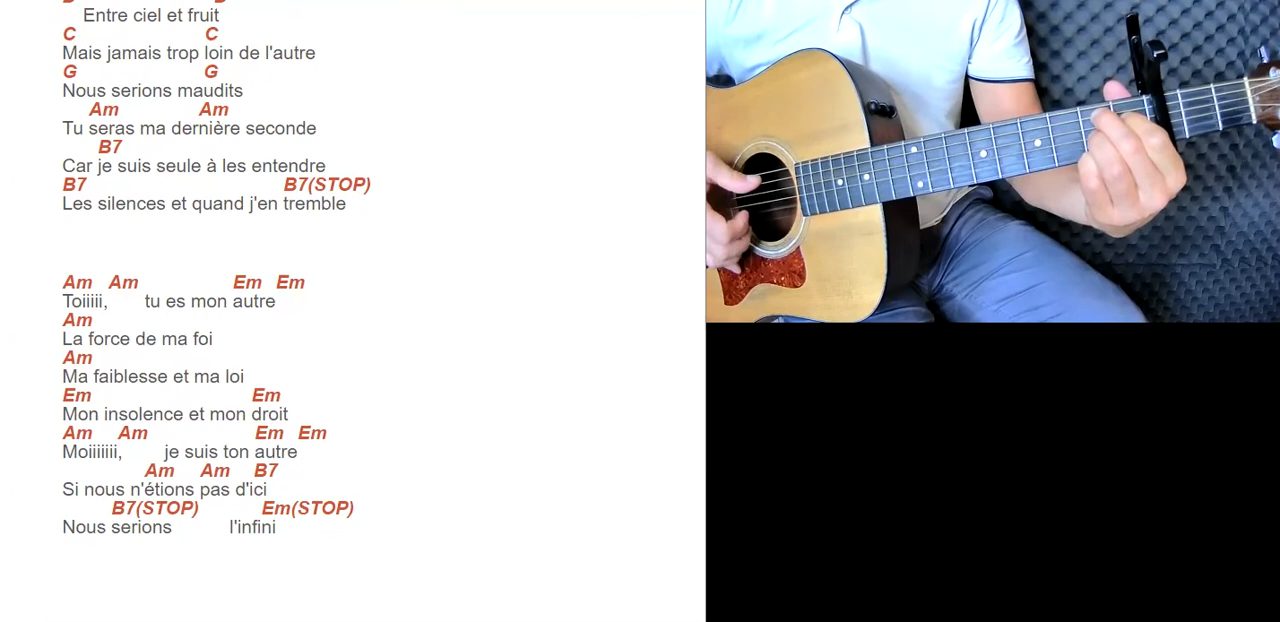 Entre ciel et fruit
C C
Mais jamais trop loin de l'autre
G G
Nous serions maudits
Am Am
Tu seras ma dernière seconde
B7
Car je suis seule à les entendre
B7 B7(STOP)
Les silences et quand j'en tremble
Am Am Em Em
Toiiiii, tu es mon autre
Am
La force de ma foi
Am
Ma faiblesse et ma loi
Em Em
Mon insolence et mon droit
Am Am Em Em
Moiiiiiii, je suis ton autre
Am Am B7
Si nous n'étions pas d'ici
B7(STOP) Em(STOP)
Nous serions l'infini